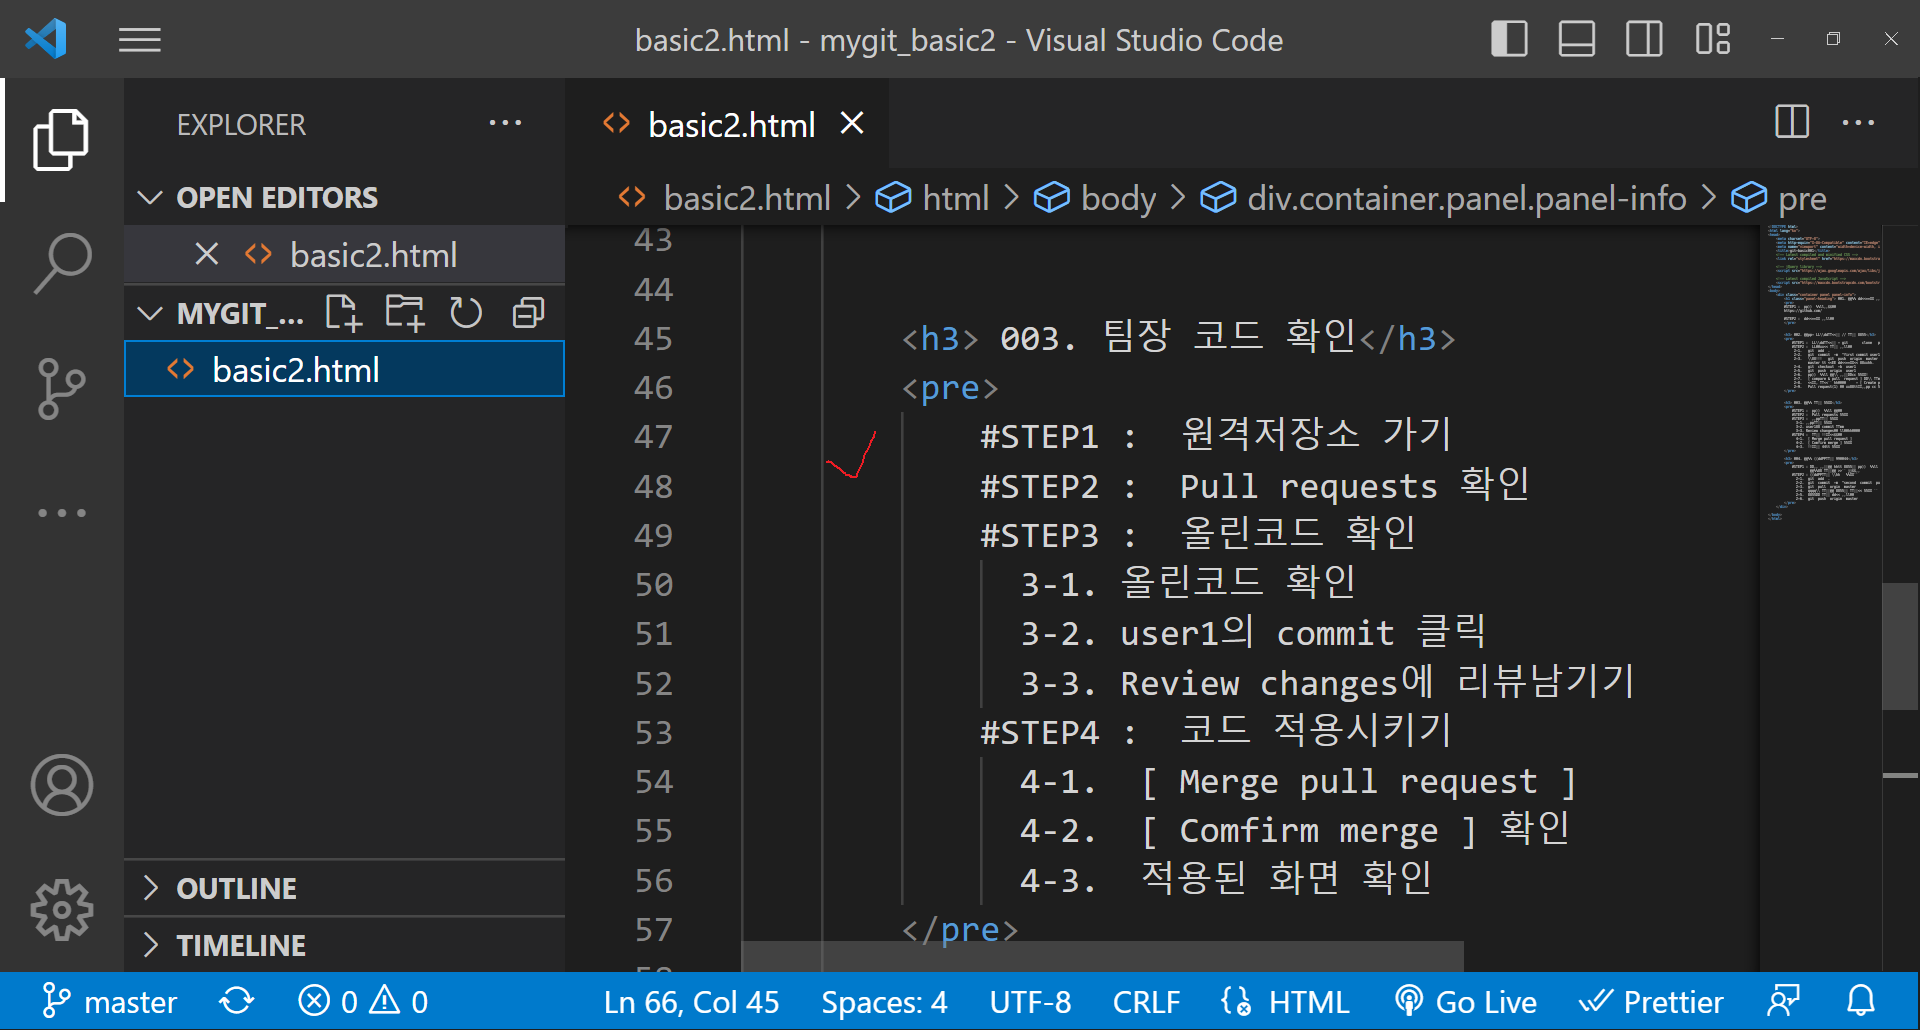 basic2.html - mygit_basic2 - Visual Studio Code
EXPLORER
OPEN EDITORS
basic2.html
MYGIT_...
basic2.html
OUTLINE
TIMELINE
basic2.html
basic2.html > html > body > div.container.panel.panel-info > pre
43
44
45 <h3> 003. 팀장 코드 확인</h3>
46 <pre>
47 #STEP1 :  원격저장소 가기
48 #STEP2 :  Pull requests 확인
49 #STEP3 :  올린코드 확인
50 3-1. 올린코드 확인
51 3-2. user1의 commit 클릭
52 3-3. Review changes에 리뷰남기기
53 #STEP4 :  코드 적용시키기
54 4-1.  [ Merge pull request ]
55 4-2.  [ Comfirm merge ] 확인
56 4-3.  적용된 화면 확인
57 </pre>
master 0 0 Ln 66, Col 45 Spaces: 4 UTF-8 CRLF HTML Go Live Prettier